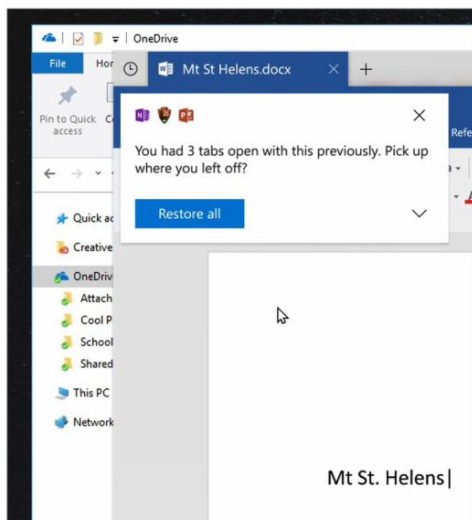 OneDrive
File Hor
Mt St Helens.docx
Pin to Quick
access
You had 3 tabs open with this previously. Pick up
where you left off?
Refe
Restore all
Quick ac
Creative
OneDriv
Attach
Cool P
School
Shared
This PC
Network
Mt St. Helens